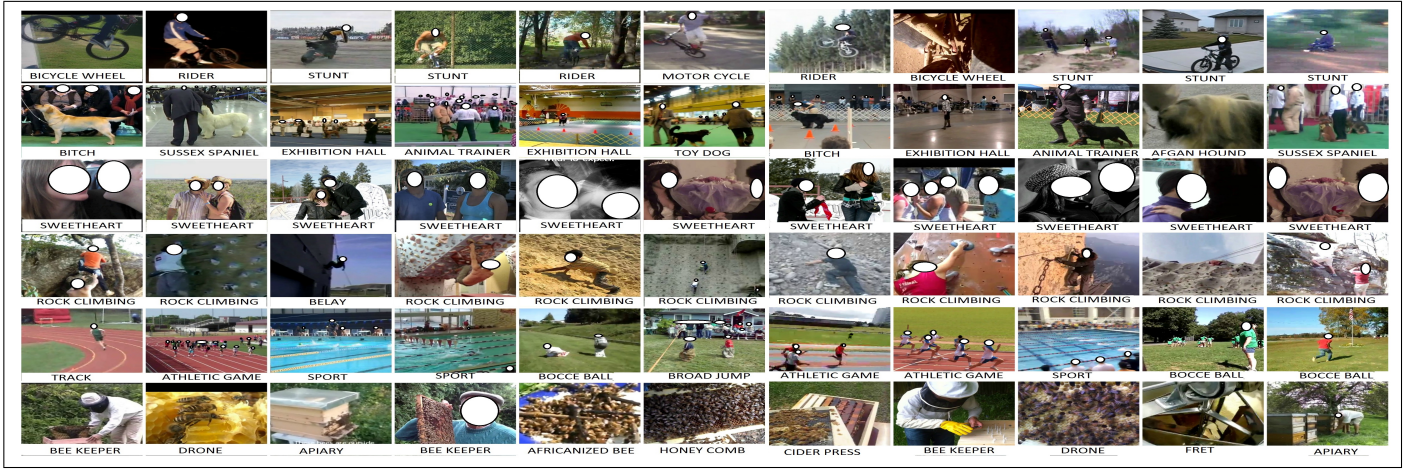 BICYCLE WHEEL RIDER STUNT STUNT RIDER MOTOR CYCLE RIDER BICYCLE WHEEL STUNT STUNT STUNT
BITCH SUSSEX SPANIEL EXHIBITION HALL ANIMAL TRAINER EXHIBITION HALL TOY DOG BITCH EXHIBITION HALL ANIMAL TRAINER AFGAN HOUND SUSSEX SPANIEL
SWEETHEART SWEETHEART SWEETHEART SWEETHEART SWEETHEART SWEETHEART SWEETHEART SWEETHEART SWEETHEART SWEETHEART SWEETHEART
ROCK CLIMBING ROCK CLIMBING BELAY ROCK CLIMBING ROCK CLIMBING ROCK CLIMBING ROCK CLIMBING ROCK CLIMBING ROCK CLIMBING ROCK CLIMBING ROCK CLIMBING
TRACK ATHLETIC GAME SPORT SPORT BOCCE BALL BROAD JUMP ATHLETIC GAME ATHLETIC GAME SPORT BOCCE BALL BOCCE BALL
BEE KEEPER DRONE APIARY BEE KEEPER AFRICANIZED BEE HONEY COMB CIDER PRESS BEE KEEPER DRONE FRET APIARY